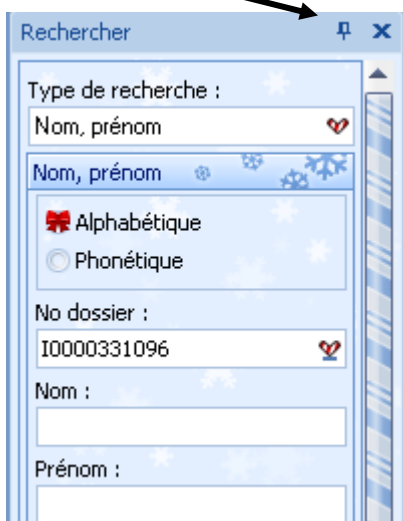 Rechercher
Type de recherche :
Nom, prénom
Nom, prénom
Alphabétique
Phonétique
No dossier :
I0000331096
Nom :
Prénom :